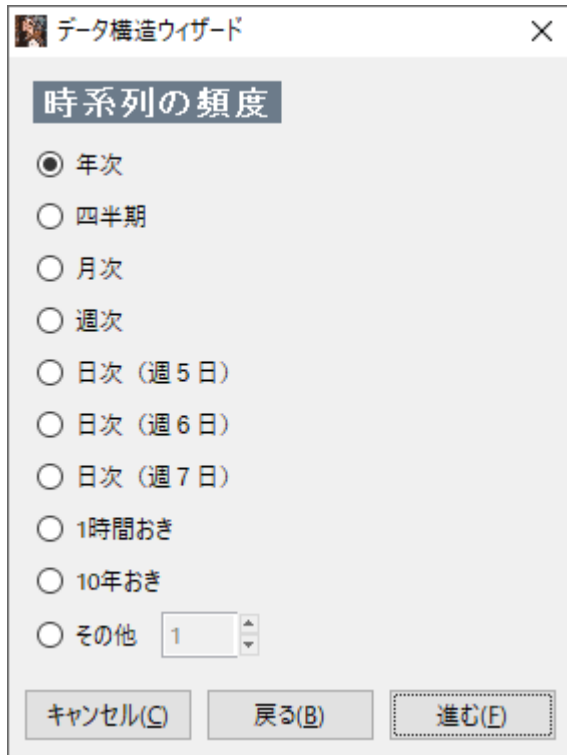 データ構造ウィザード
時系列の頻度
年次
四半期
月次
週次
日次（週５日）
日次（週６日）
日次（週７日）
1時間おき
10年おき
その他 1
キャンセル(C) 戻る(B) 進む(F)